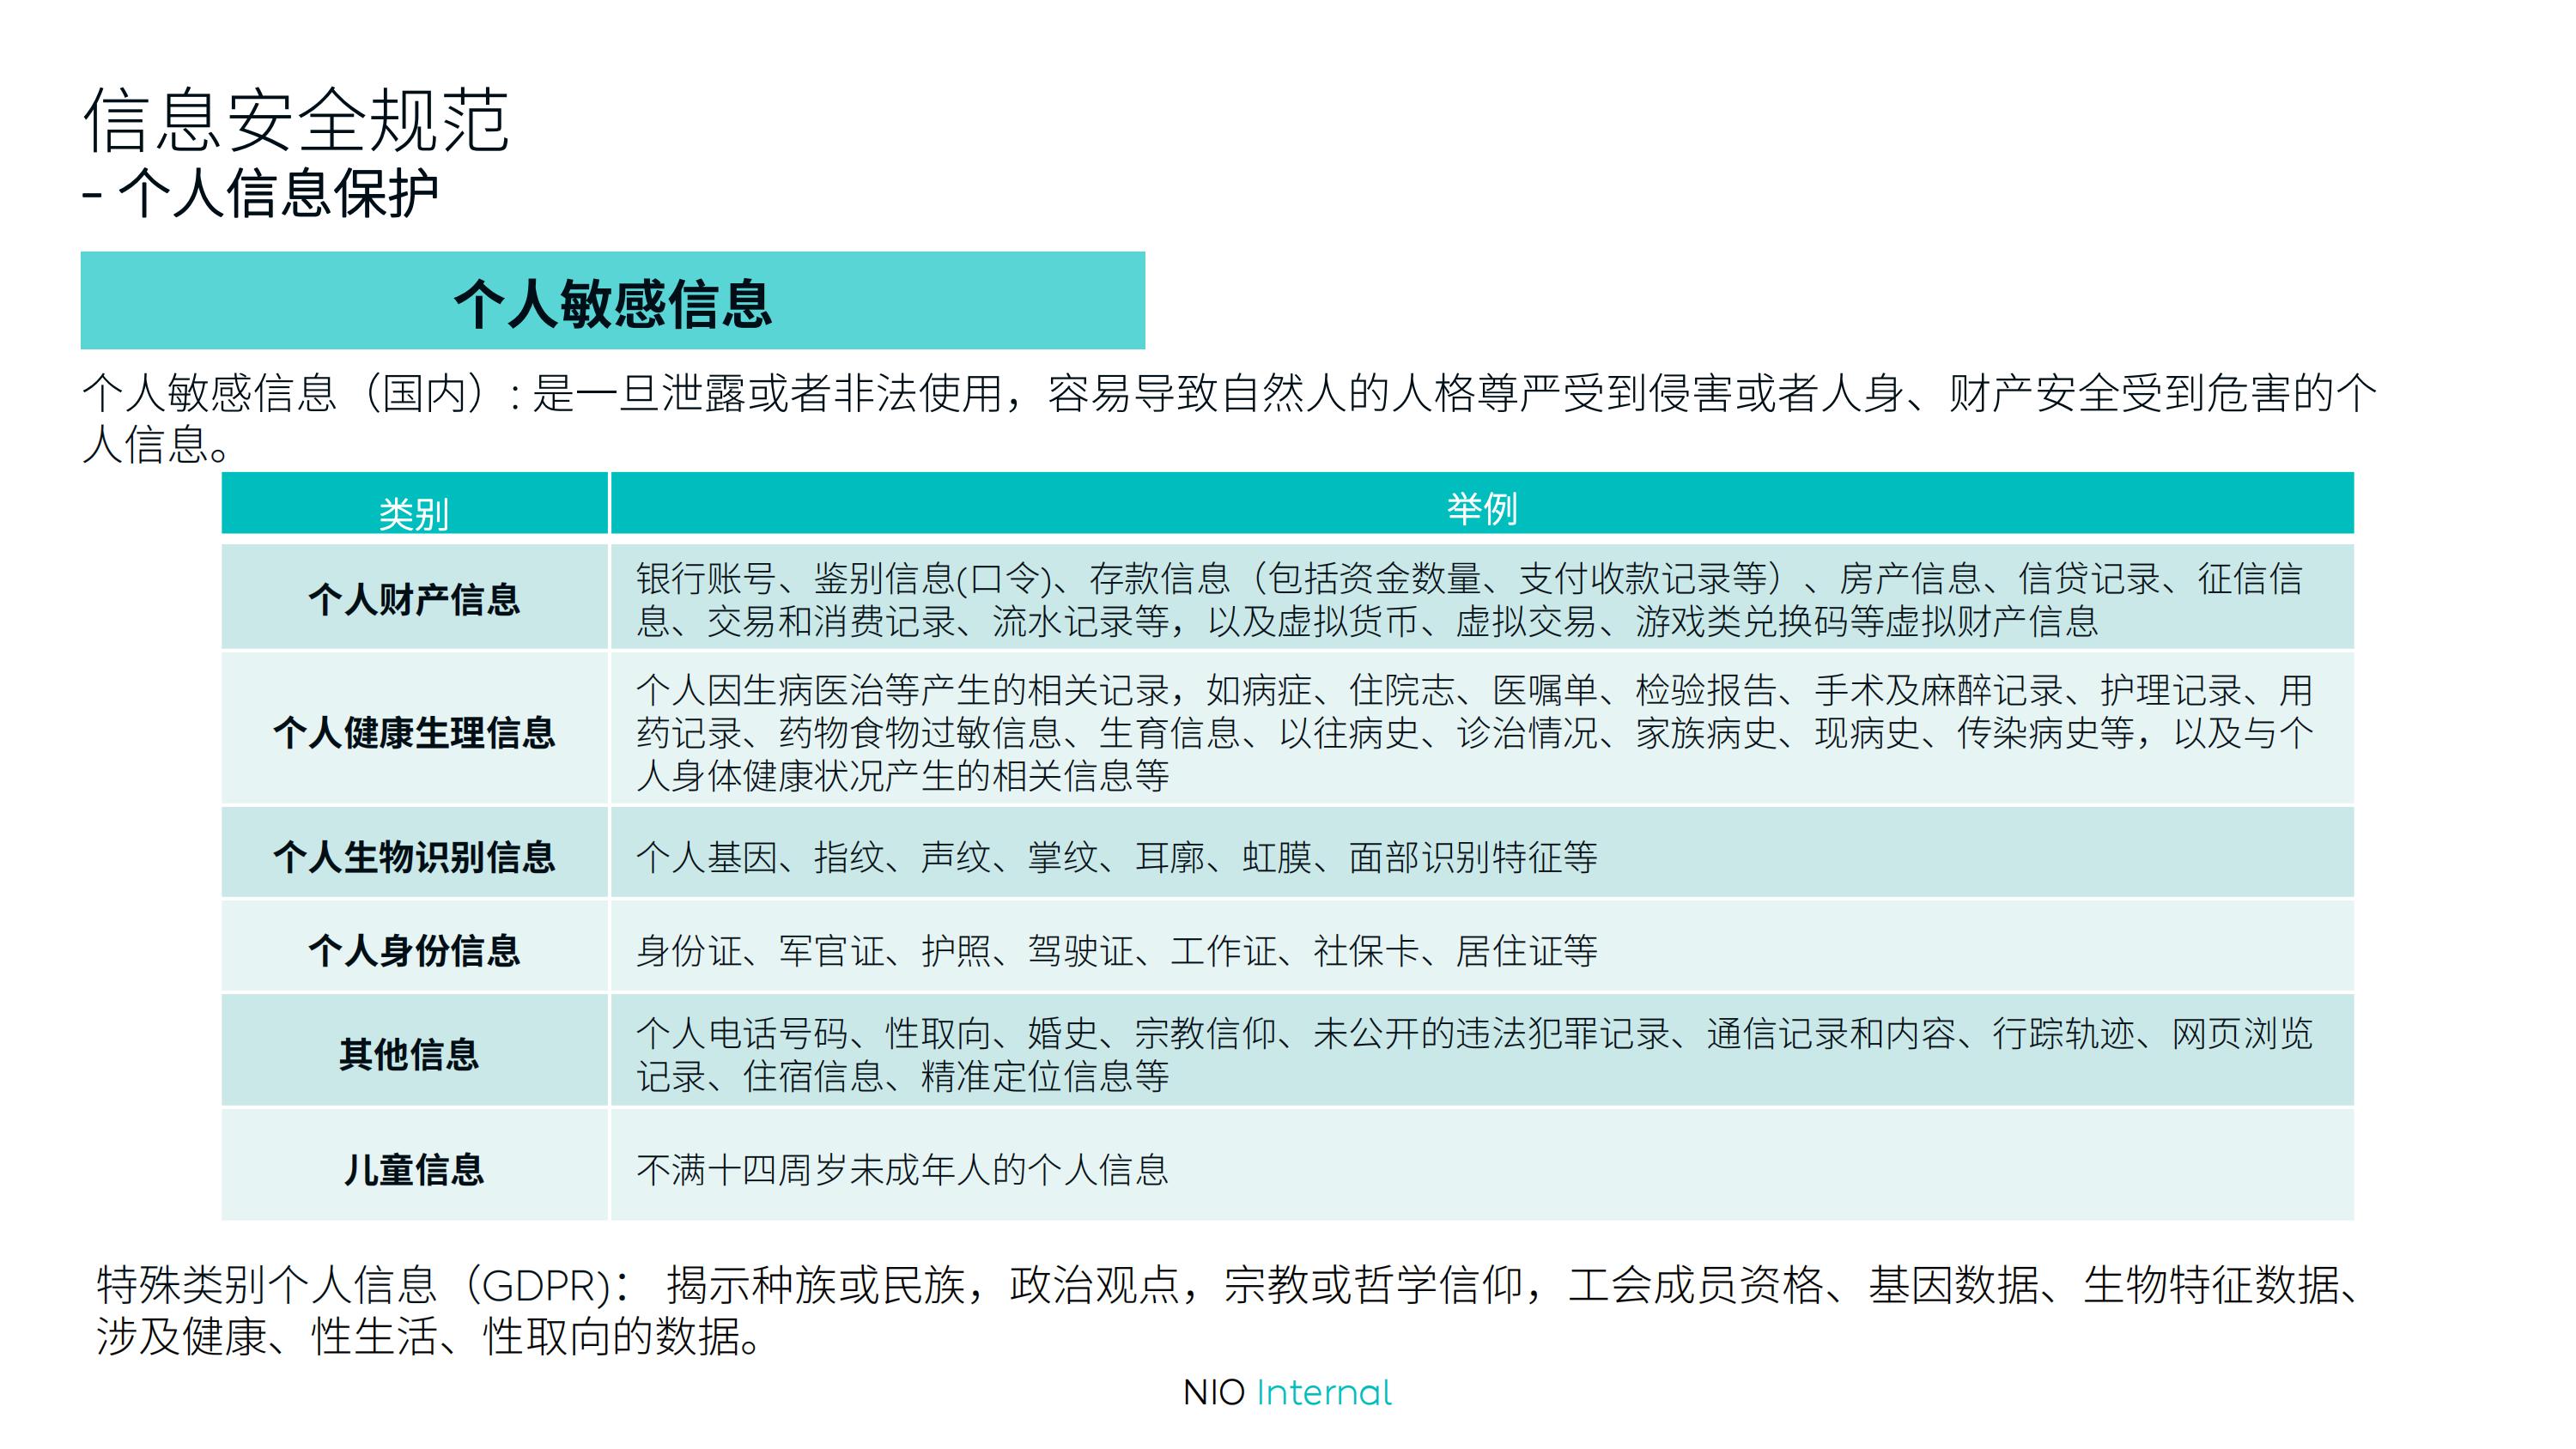 信息安全规范
- 个人信息保护
个人敏感信息
个人敏感信息（国内）: 是一旦泄露或者非法使用，容易导致自然人的人格尊严受到侵害或者人身、财产安全受到危害的个
人信息。
类别
举例
个人财产信息
银行账号、鉴别信息(口令)、存款信息（包括资金数量、支付收款记录等）、房产信息、信贷记录、征信信
息、交易和消费记录、流水记录等，以及虚拟货币、虚拟交易、游戏类兑换码等虚拟财产信息
个人健康生理信息
个人因生病医治等产生的相关记录，如病症、住院志、医嘱单、检验报告、手术及麻醉记录、护理记录、用
药记录、药物食物过敏信息、生育信息、以往病史、诊治情况、家族病史、现病史、传染病史等，以及与个
人身体健康状况产生的相关信息等
个人生物识别信息
个人基因、指纹、声纹、掌纹、耳廓、虹膜、面部识别特征等
个人身份信息
身份证、军官证、护照、驾驶证、工作证、社保卡、居住证等
其他信息
个人电话号码、性取向、婚史、宗教信仰、未公开的违法犯罪记录、通信记录和内容、行踪轨迹、网页浏览
记录、住宿信息、精准定位信息等
儿童信息
不满十四周岁未成年人的个人信息
特殊类别个人信息（GDPR)： 揭示种族或民族，政治观点，宗教或哲学信仰，工会成员资格、基因数据、生物特征数据、
涉及健康、性生活、性取向的数据。
NIO Internal